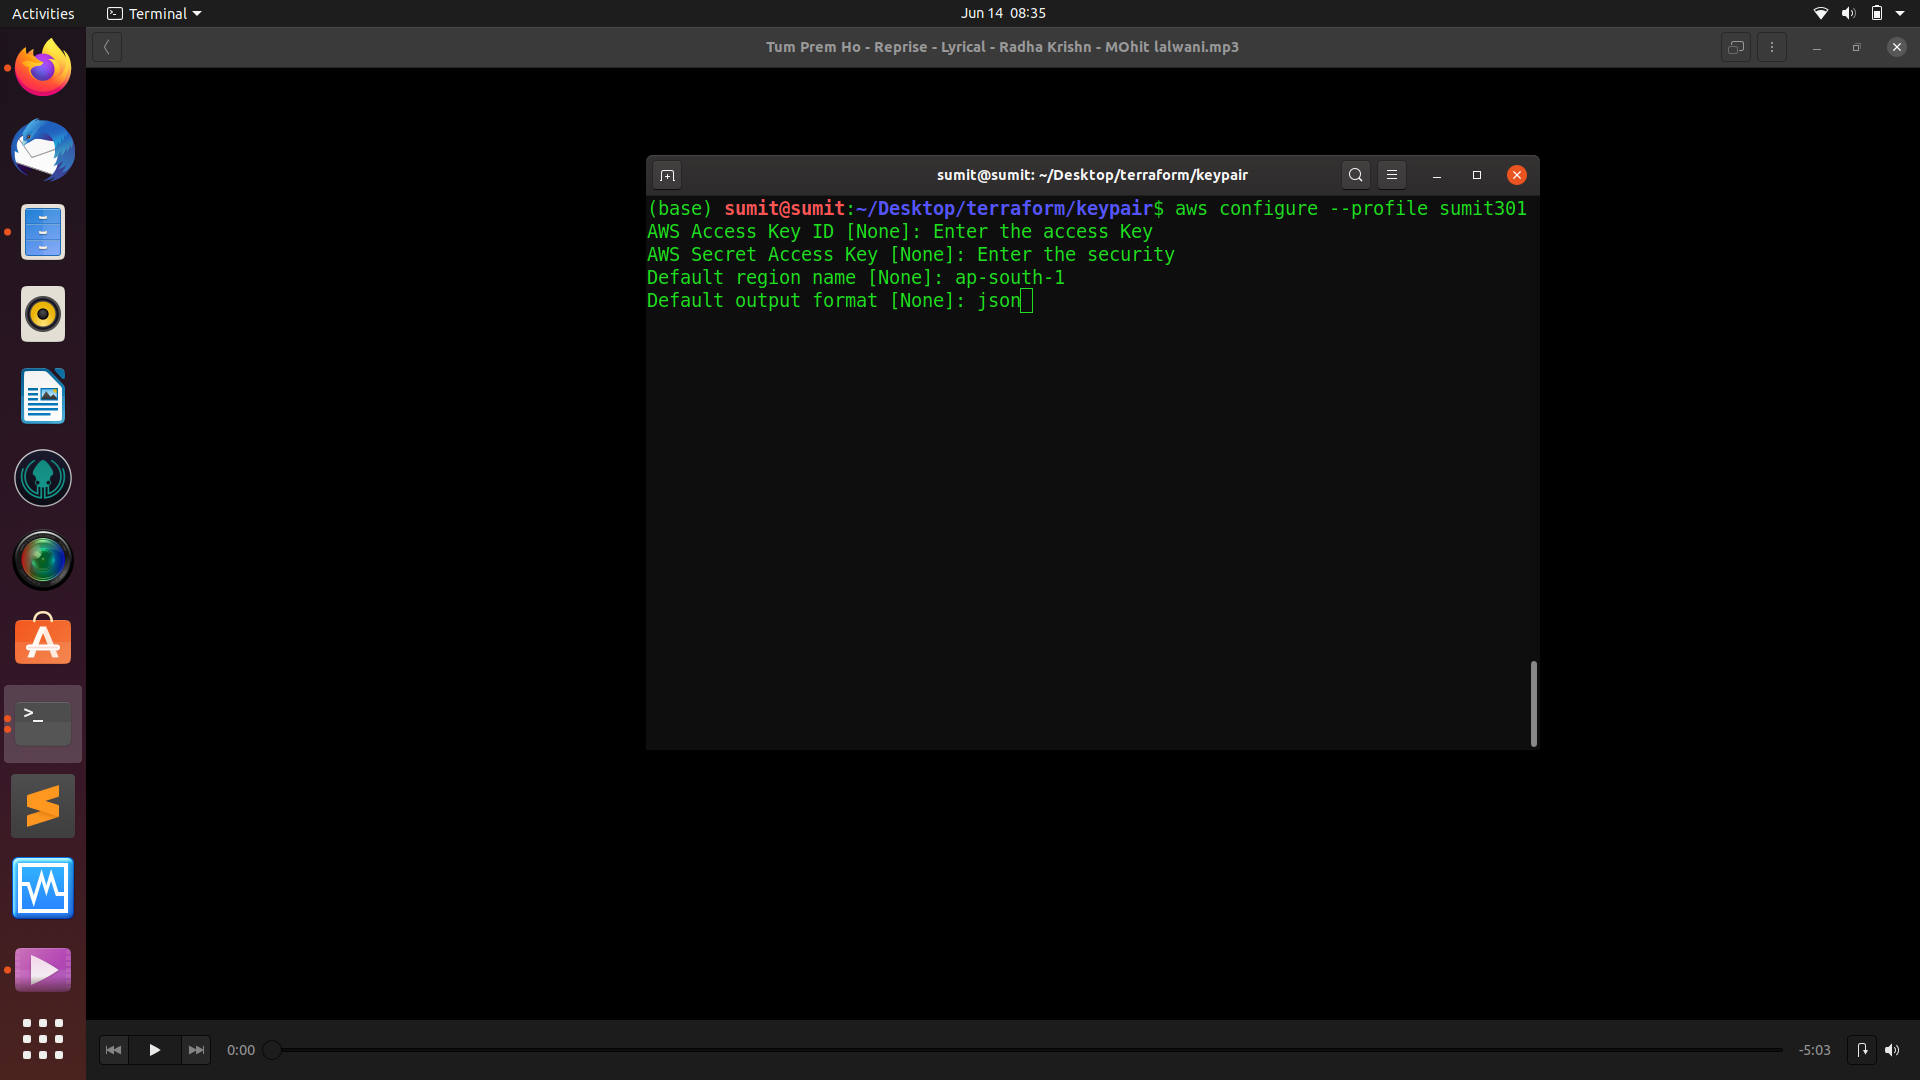 Activities
Terminal
Jun 14 08:35
Tum Prem Ho - Reprise - Lyrical - Radha Krishn - MOhit lalwani.mp3
sumit@sumit: ~/Desktop/terraform/keypair
(base) sumit@sumit:~/Desktop/terraform/keypair$ aws configure --profile sumit301
AWS Access Key ID [None]: Enter the access Key
AWS Secret Access Key [None]: Enter the security
Default region name [None]: ap-south-1
Default output format [None]: json
>_
0:00
-5:03